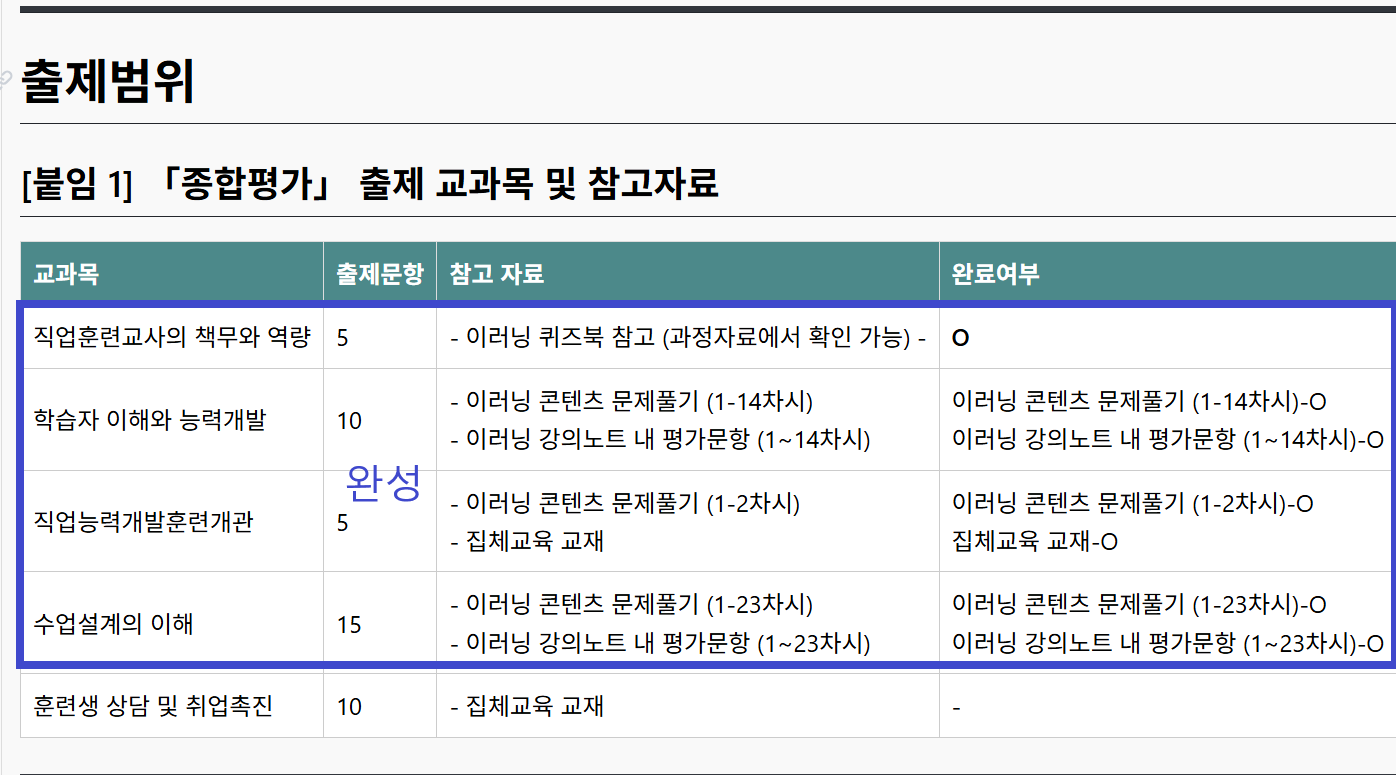 출제범위
[붙임 1] 「종합평가」 출제 교과목 및 참고자료
교과목 출제문항 참고 자료 완료여부
직업훈련교사의 책무와 역량 5 - 이러닝 퀴즈북 참고 (과정자료에서 확인 가능) - O
학습자 이해와 능력개발 10
- 이러닝 콘텐츠 문제풀기 (1-14차시)
- 이러닝 강의노트 내 평가문항 (1~14차시)
이러닝 콘텐츠 문제풀기 (1-14차시)-O
이러닝 강의노트 내 평가문항 (1~14차시)-O
완성
직업능력개발훈련개관 5
- 이러닝 콘텐츠 문제풀기 (1-2차시)
- 집체교육 교재
이러닝 콘텐츠 문제풀기 (1-2차시)-O
집체교육 교재-O
수업설계의 이해 15
- 이러닝 콘텐츠 문제풀기 (1-23차시)
- 이러닝 강의노트 내 평가문항 (1~23차시)
이러닝 콘텐츠 문제풀기 (1-23차시)-O
이러닝 강의노트 내 평가문항 (1~23차시)-O
훈련생 상담 및 취업촉진 10 - 집체교육 교재 -